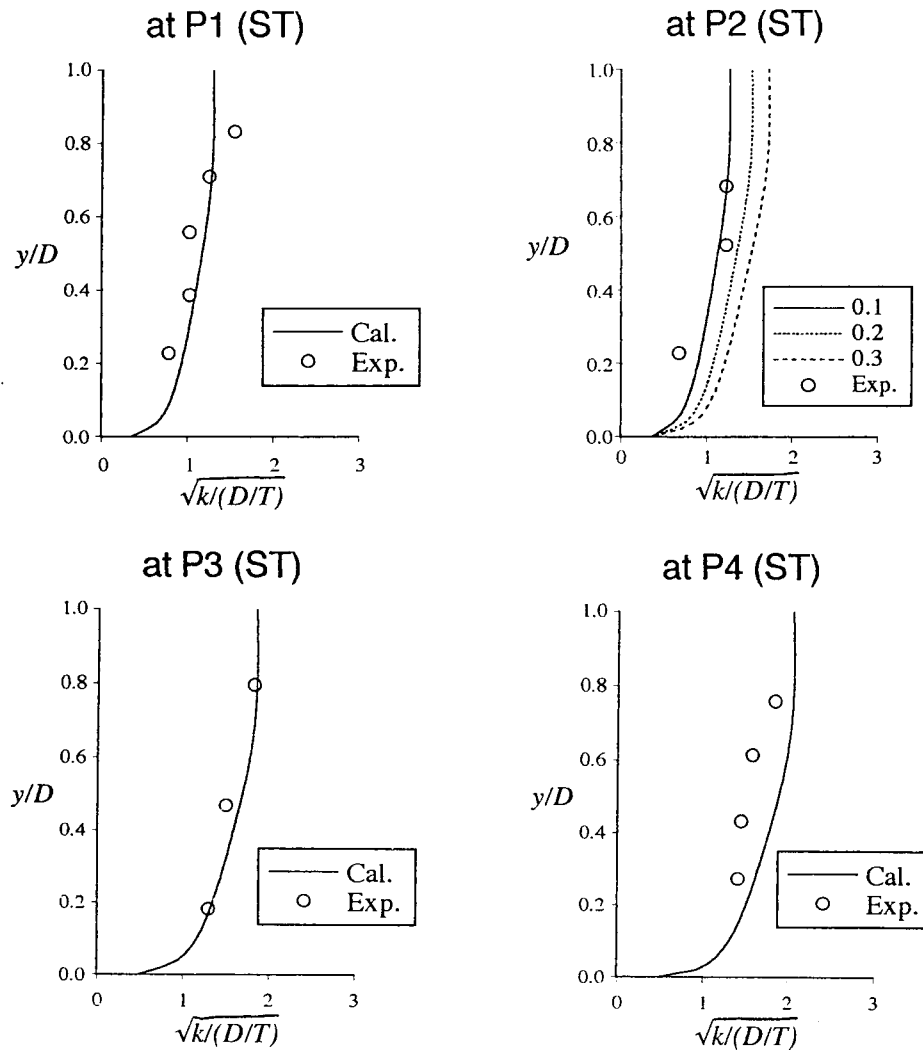 at P1 (ST)
1.0
0.8
0.6
y/D
0.4
0.2
0.0
0 1 2 3
√k/(D/T)
Cal.
Exp.
at P2 (ST)
1.0
0.8
0.6
y/D
0.4
0.2
0.0
0 1 2 3
√k/(D/T)
0.1
0.2
0.3
Exp.
at P3 (ST)
1.0
0.8
0.6
y/D
0.4
0.2
0.0
0 1 2 3
√k/(D/T)
Cal.
Exp.
at P4 (ST)
1.0
0.8
0.6
y/D
0.4
0.2
0.0
0 1 2 3
√k/(D/T)
Cal.
Exp.